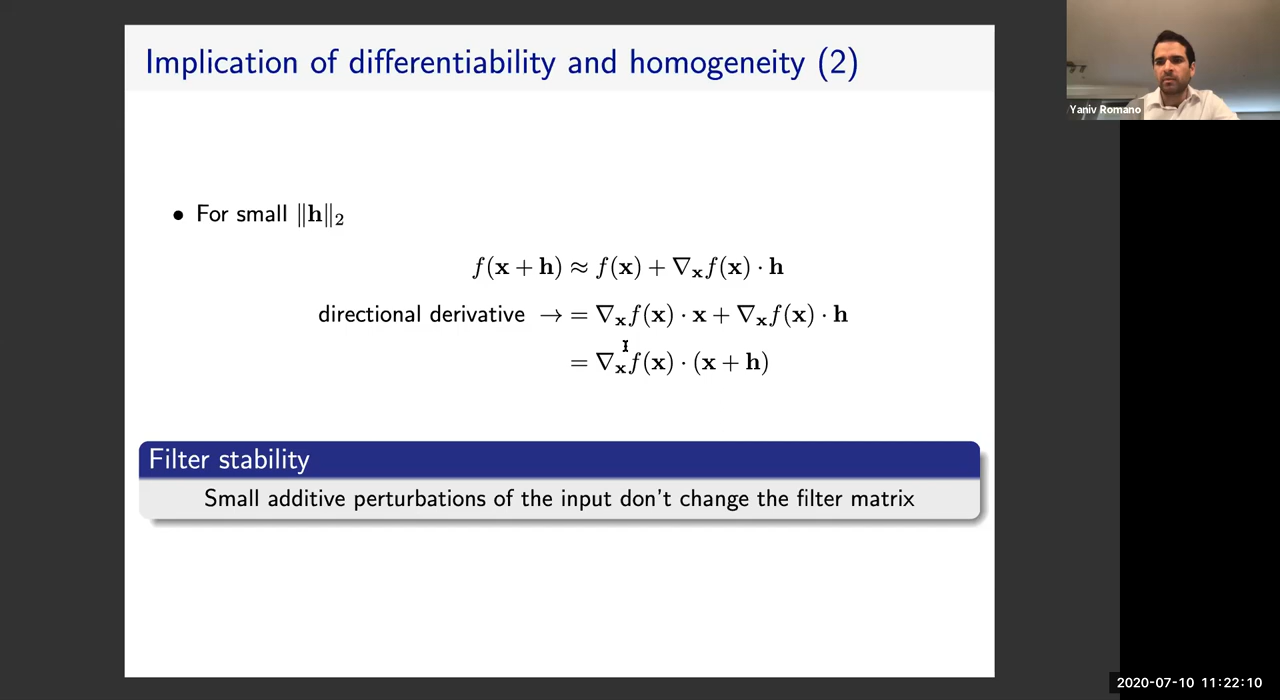 Implication of differentiability and homogeneity (2)
Yaniv Romano
• For small ‖h‖₂
f(x + h) ≈ f(x) + ∇ₓf(x) · h
directional derivative → = ∇ₓf(x) · x + ∇ₓf(x) · h
= ∇ₓf(x) · (x + h)
Filter stability
Small additive perturbations of the input don't change the filter matrix
2020-07-10 11:22:10